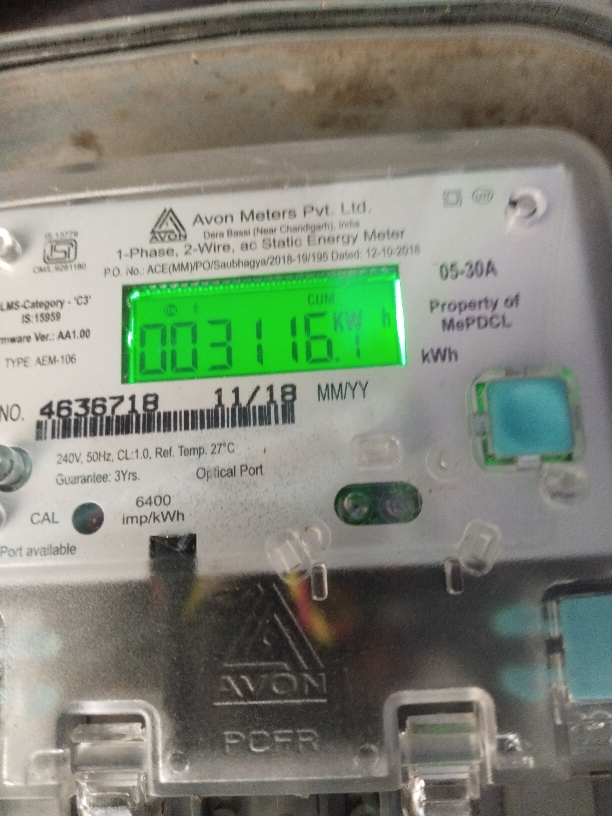 AVON
Avon Meters Pvt. Ltd.
Dera Bassi (Near Chandigarh), India
1-Phase, 2-Wire, ac Static Energy Meter
P.O. No.: ACE(MM)/PO/Saubhagya/2018-19/195 Dated: 12-10-2018
IS:13779
ISI
CM/L-9261180
LMS-Category - 'C3'
IS:15959
mware Ver.: AA1.00
TYPE AEM-106
05-30A
Property of
MePDCL
CUM
003116.1 KW h
kWh
NO. 4636718 11/18 MM/YY
240V, 50Hz, CL:1.0, Ref. Temp. 27°C
Guarantee: 3Yrs. Optical Port
CAL
6400
imp/kWh
Port available
AVON
PCFR